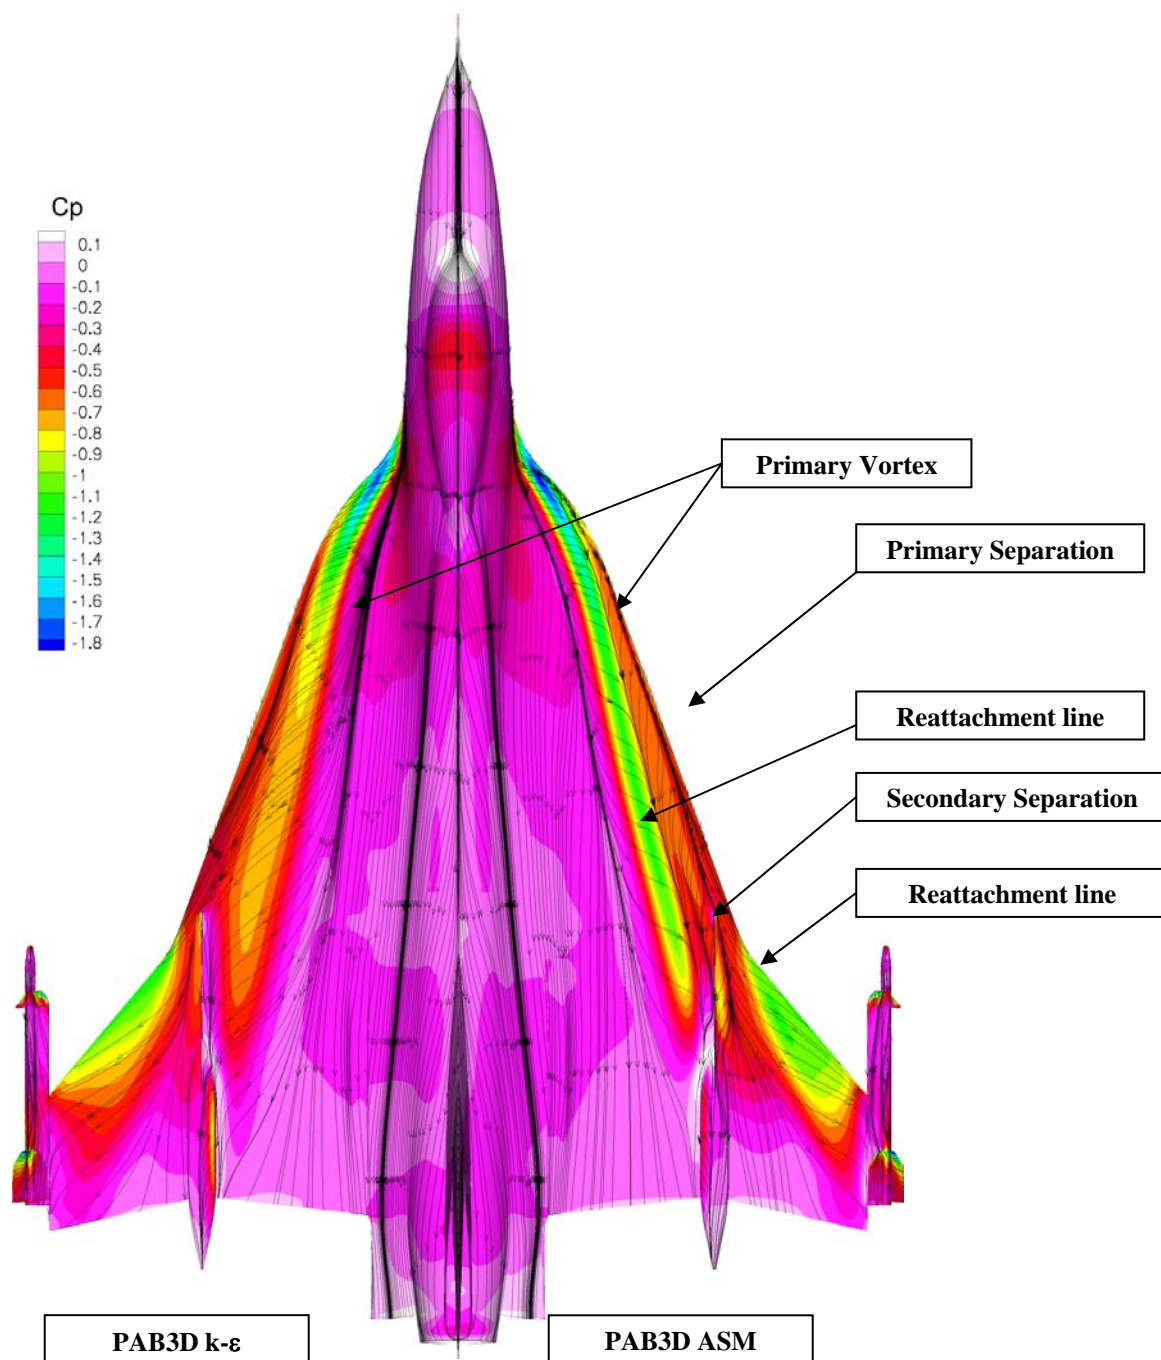 Cp
0.1
0
-0.1
-0.2
-0.3
-0.4
-0.5
-0.6
-0.7
-0.8
-0.9
-1
-1.1
-1.2
-1.3
-1.4
-1.5
-1.6
-1.7
-1.8
Primary Vortex
Primary Separation
Reattachment line
Secondary Separation
Reattachment line
PAB3D k-ε
PAB3D ASM